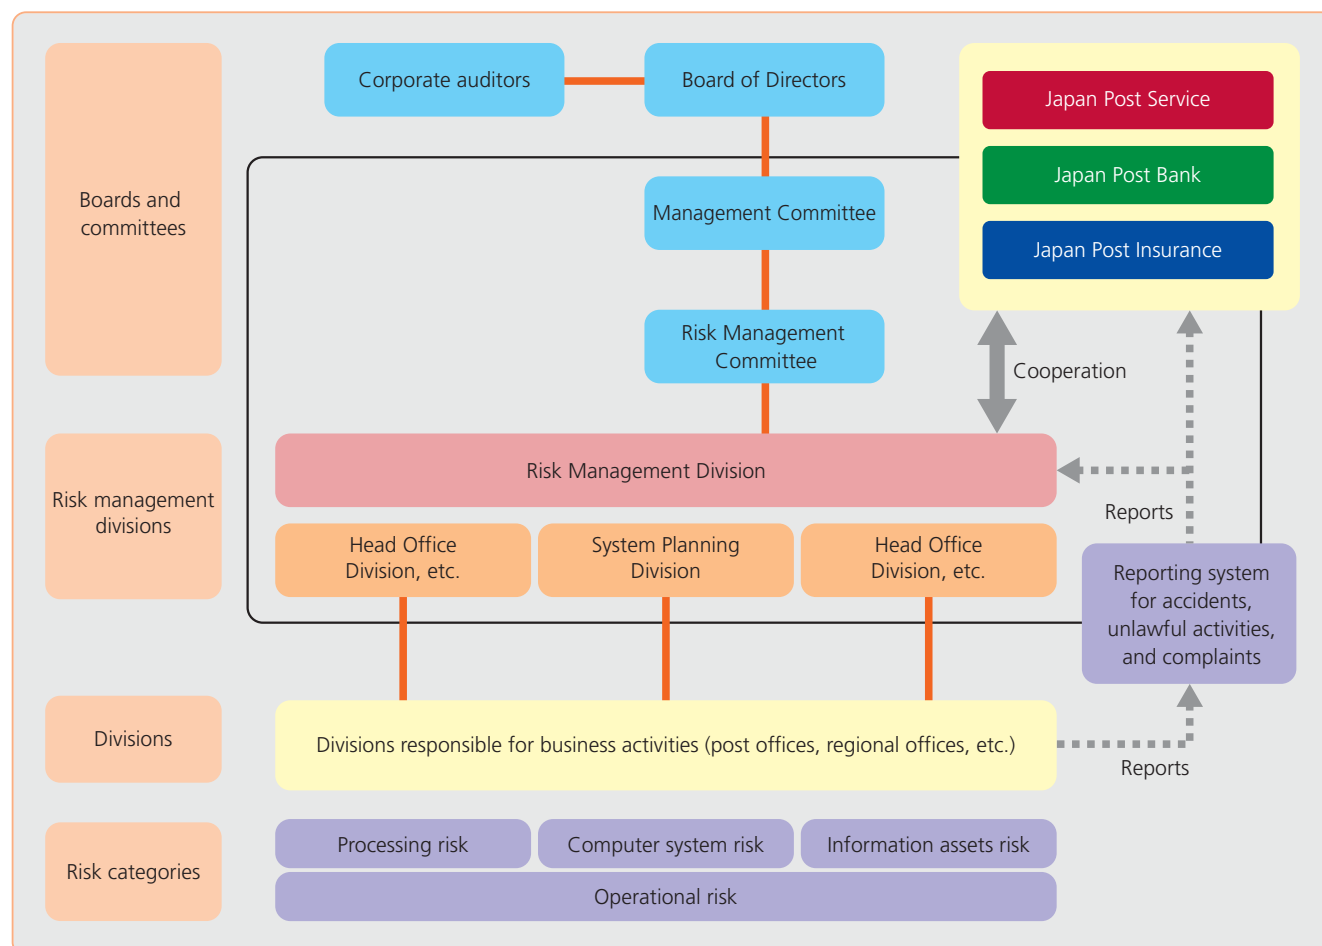 Boards and
committees
Corporate auditors
Board of Directors
Management Committee
Risk Management
Committee
Japan Post Service
Japan Post Bank
Japan Post Insurance
Cooperation
Risk management
divisions
Risk Management Division
Head Office
Division, etc.
System Planning
Division
Head Office
Division, etc.
Reports
Reporting system
for accidents,
unlawful activities,
and complaints
Divisions
Divisions responsible for business activities (post offices, regional offices, etc.)
Reports
Risk categories
Processing risk
Computer system risk
Information assets risk
Operational risk